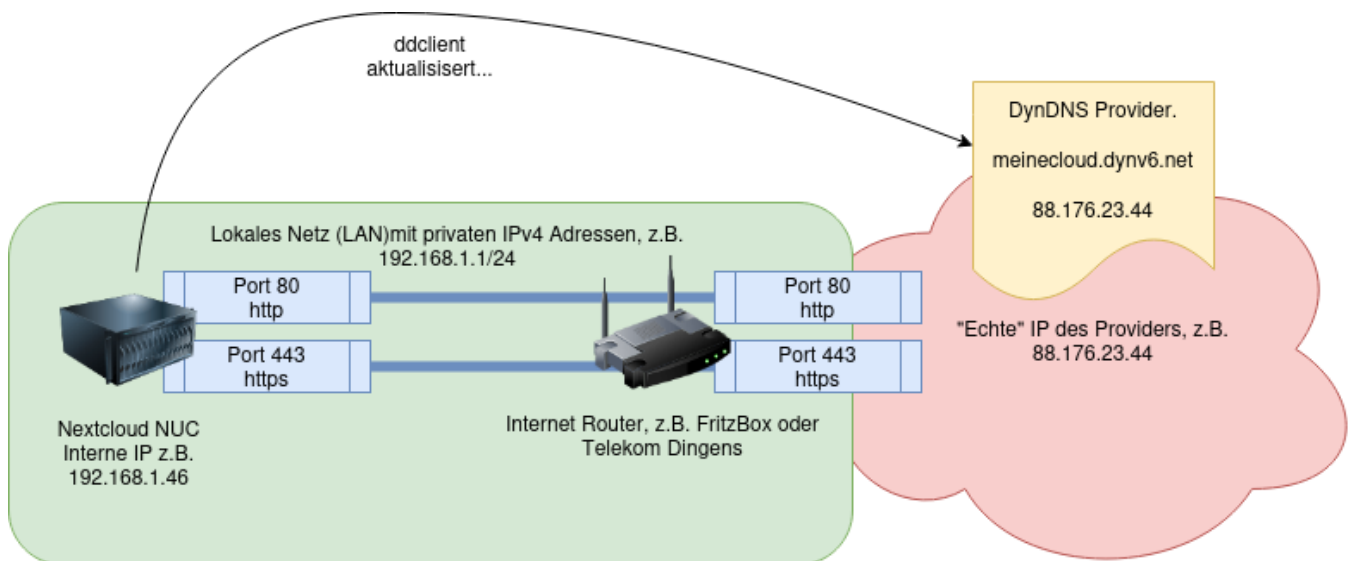 ddclient
aktualisisert...
DynDNS Provider.
meinecloud.dynv6.net
88.176.23.44
Lokales Netz (LAN)mit privaten IPv4 Adressen, z.B.
192.168.1.1/24
Port 80
http
Port 80
http
Port 443
https
Port 443
https
"Echte" IP des Providers, z.B.
88.176.23.44
Nextcloud NUC
Interne IP z.B.
192.168.1.46
Internet Router, z.B. FritzBox oder
Telekom Dingens